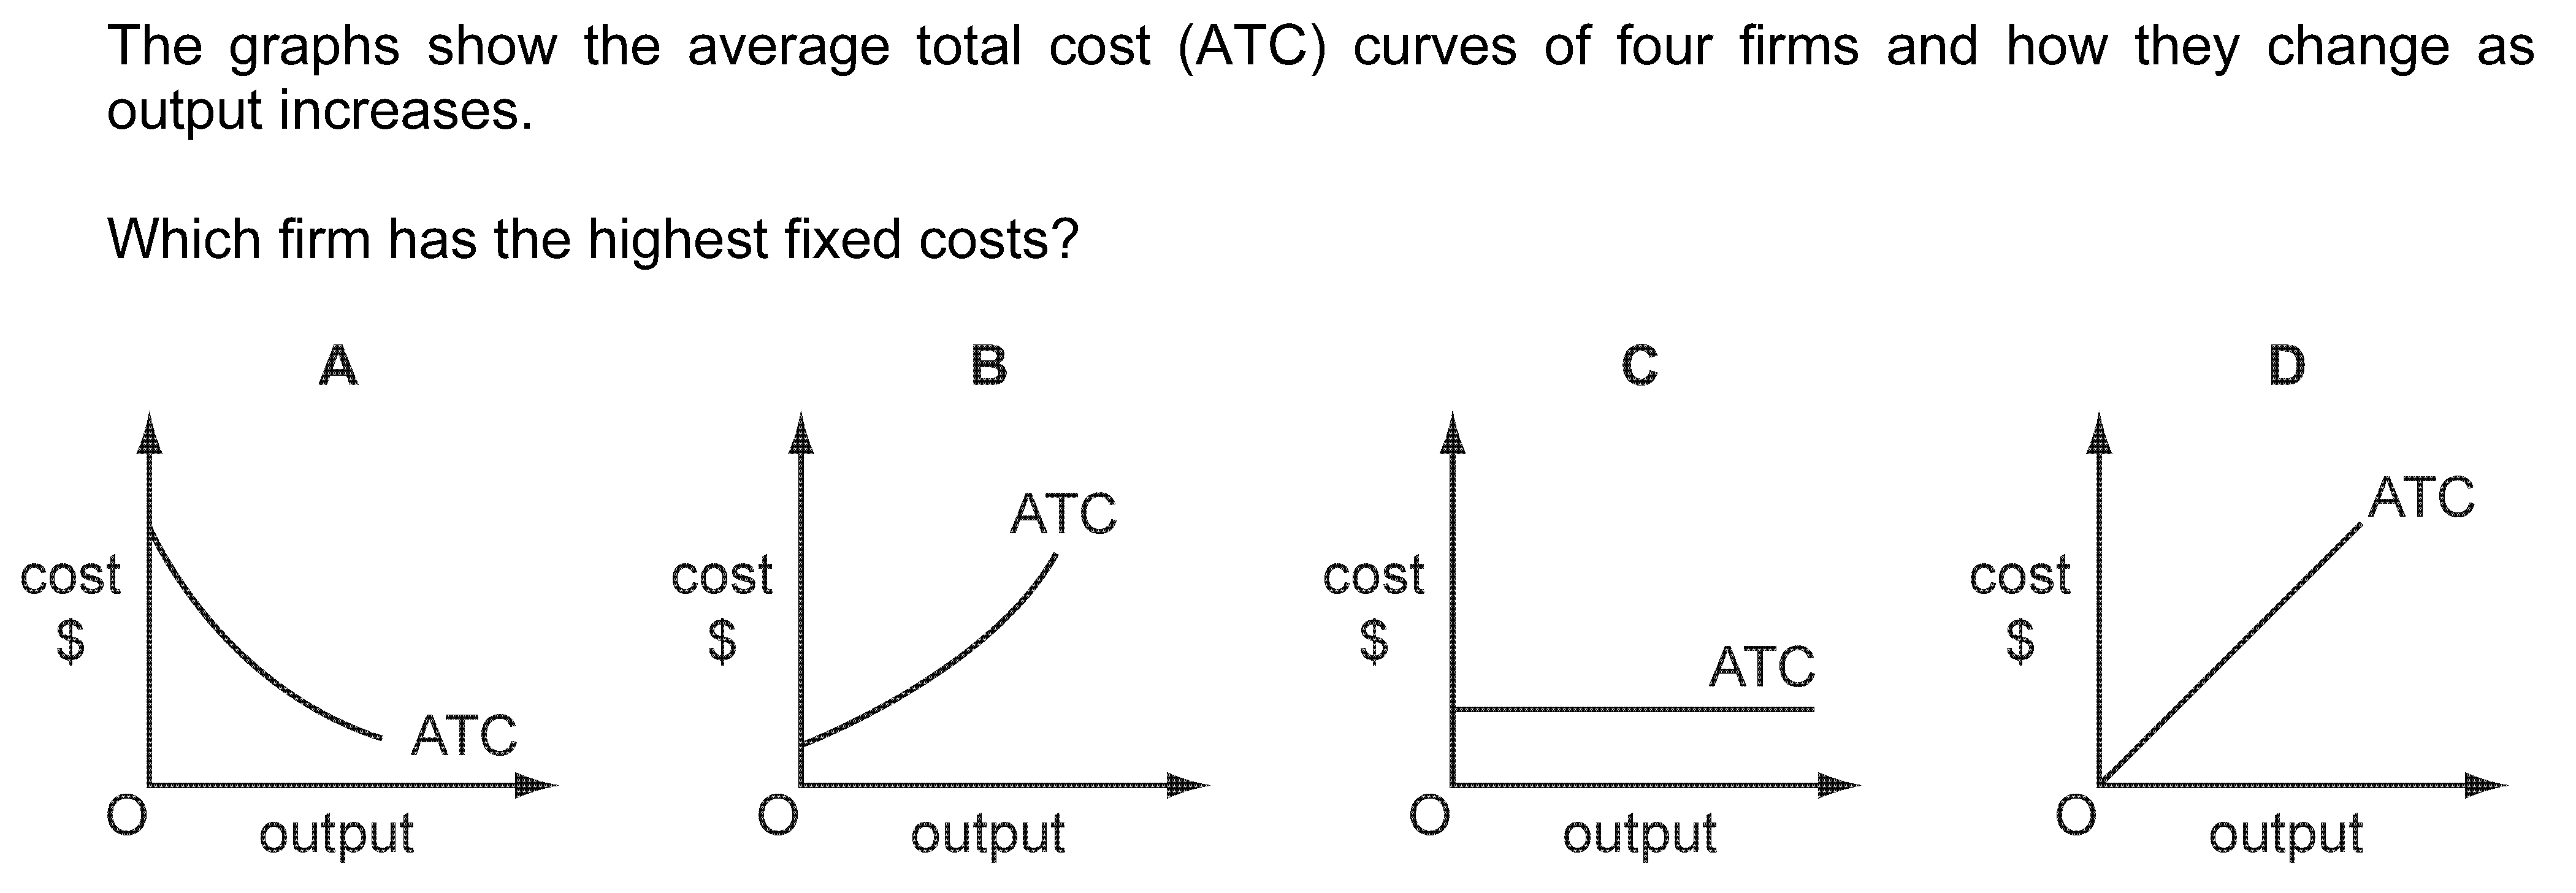 The graphs show the average total cost (ATC) curves of four firms and how they change as
output increases.
Which firm has the highest fixed costs?
A
B
C
D
cost
$
ATC
O
output
cost
$
ATC
O
output
cost
$
ATC
O
output
cost
$
ATC
O
output